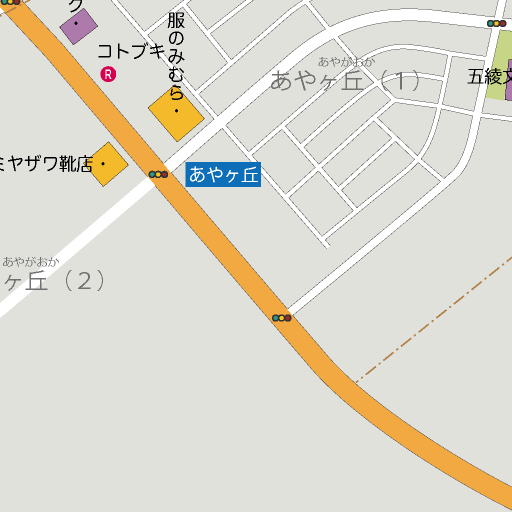 ク
服のみむら
コトブキ
R
あやがおか
あやヶ丘（1）
五綾文
ミヤザワ靴店
あやヶ丘
あやがおか
ヶ丘（2）